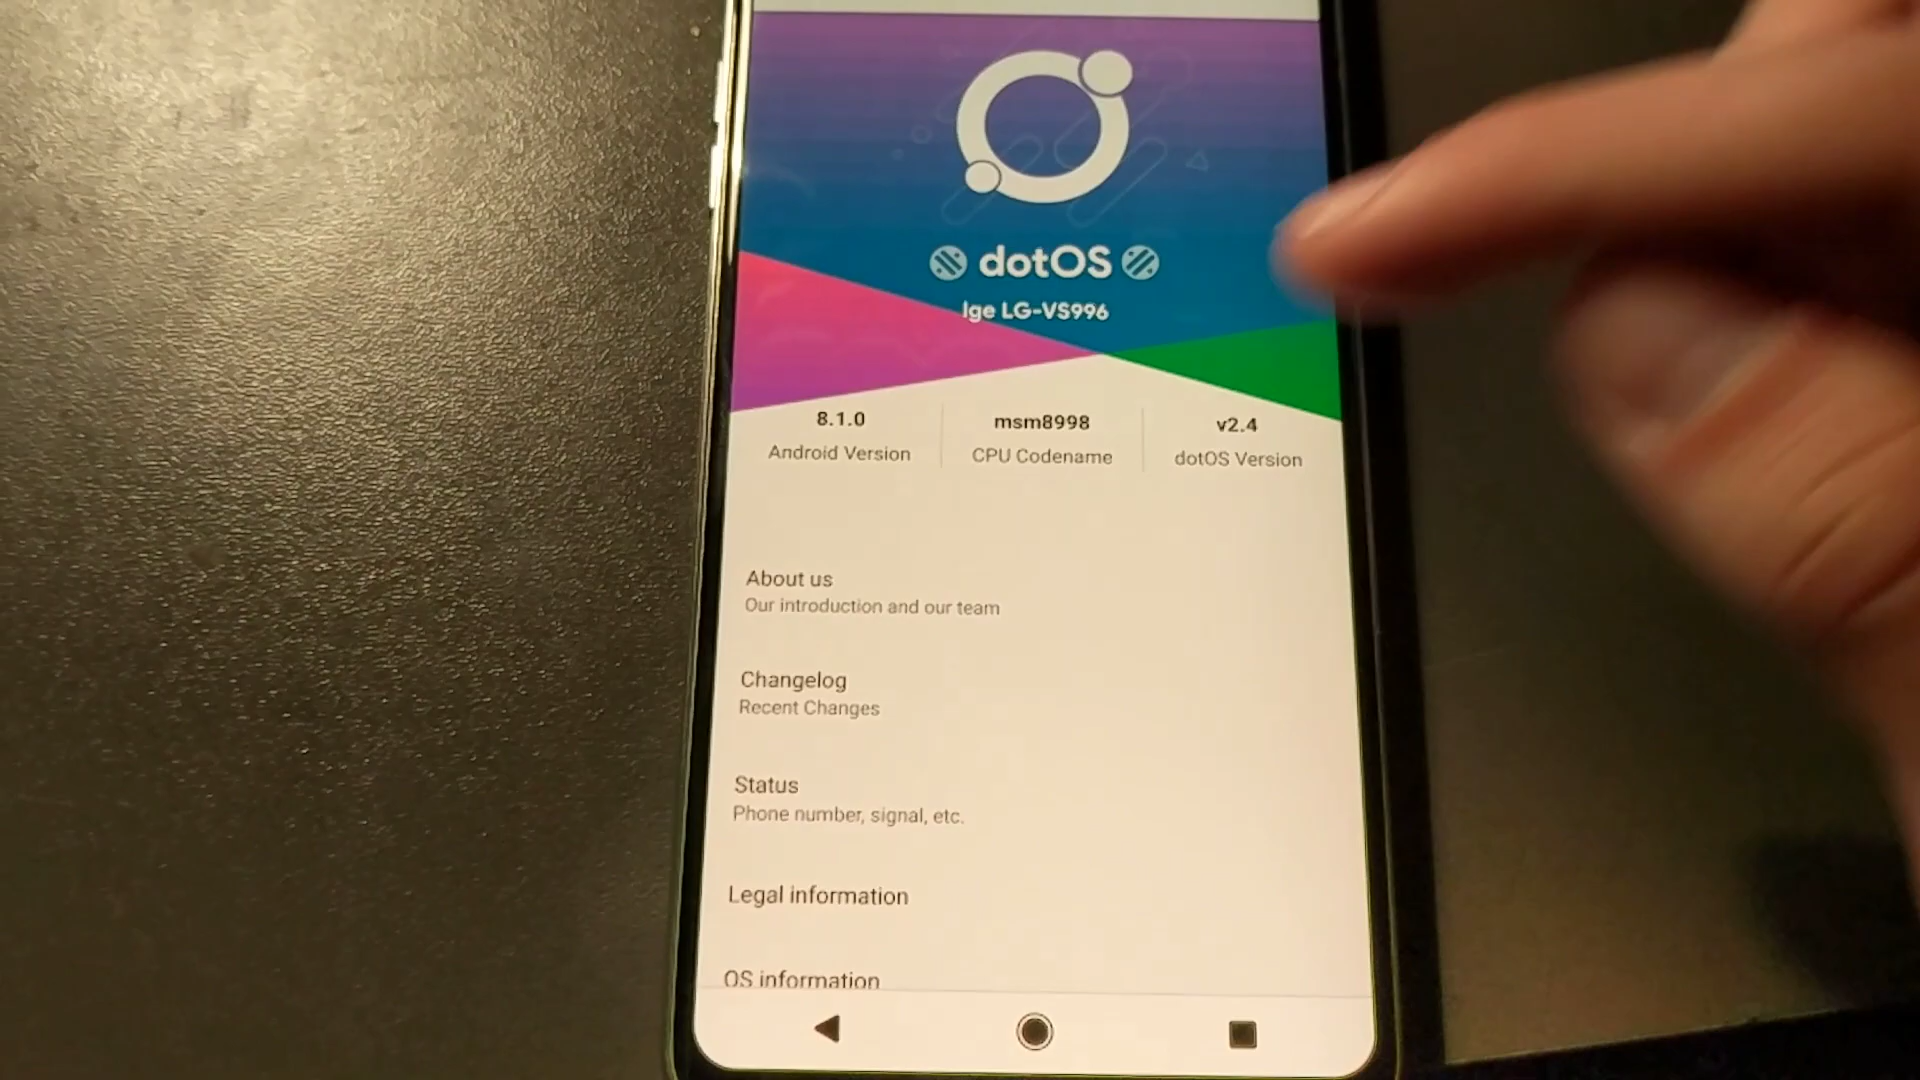 dotOS
lge LG-VS996
8.1.0 msm8998 v2.4
Android Version CPU Codename dotOS Version
About us
Our introduction and our team
Changelog
Recent Changes
Status
Phone number, signal, etc.
Legal information
OS information